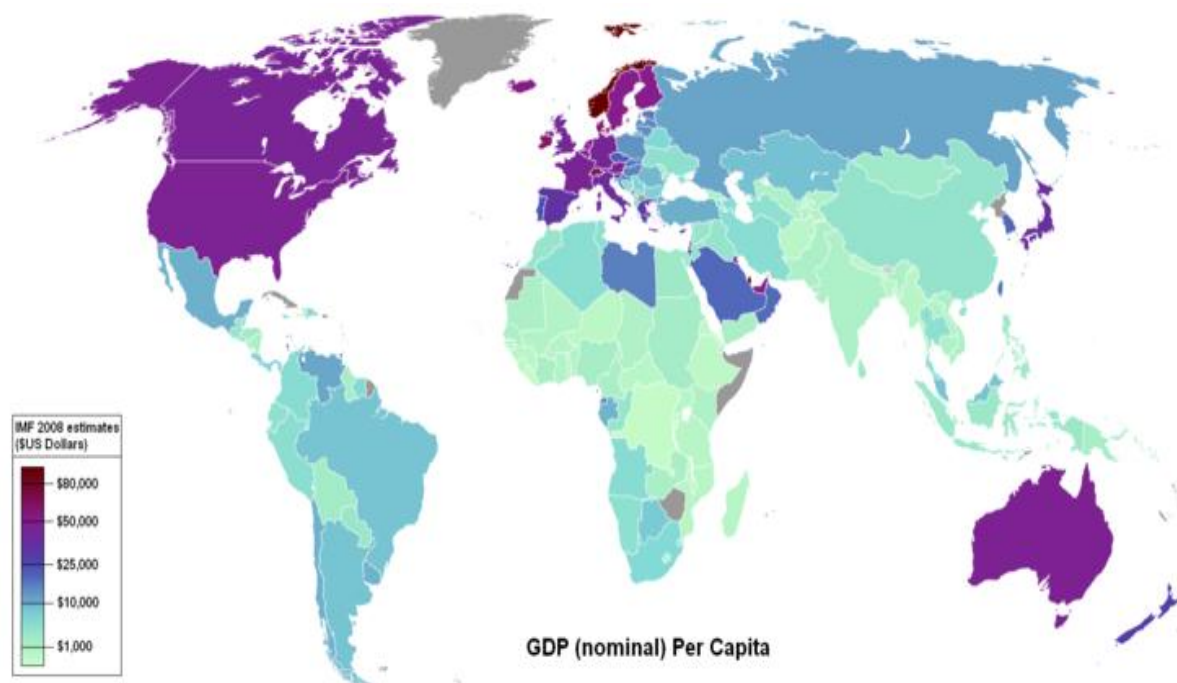 IMF 2008 estimates
($US Dollars)
$80,000
$50,000
$25,000
$10,000
$1,000
GDP (nominal) Per Capita